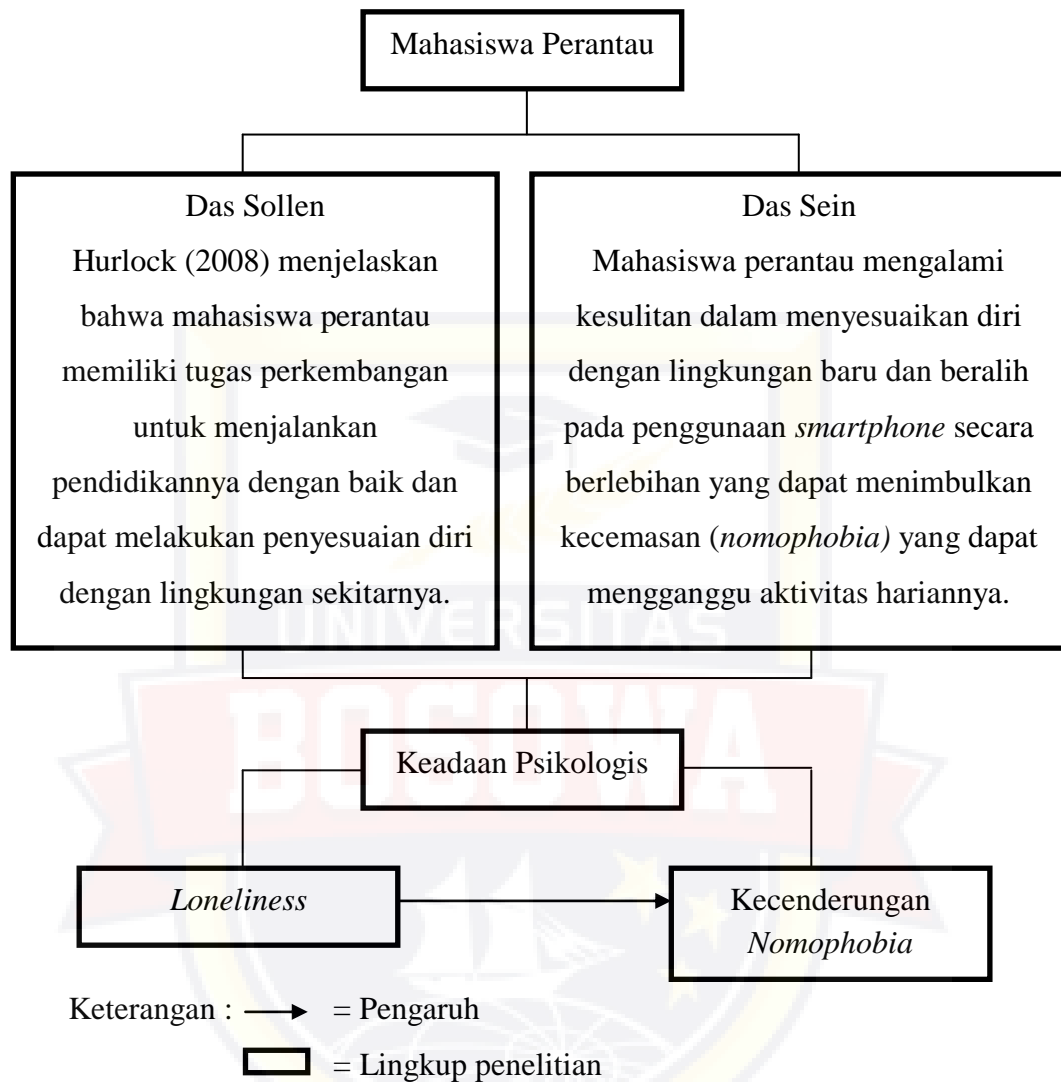 Mahasiswa Perantau
Das Sollen
Hurlock (2008) menjelaskan
bahwa mahasiswa perantau
memiliki tugas perkembangan
untuk menjalankan
pendidikannya dengan baik dan
dapat melakukan penyesuaian diri
dengan lingkungan sekitarnya.
Das Sein
Mahasiswa perantau mengalami
kesulitan dalam menyesuaikan diri
dengan lingkungan baru dan beralih
pada penggunaan smartphone secara
berlebihan yang dapat menimbulkan
kecemasan (nomophobia) yang dapat
mengganggu aktivitas hariannya.
UNIVERSITAS
BOSOWA
Keadaan Psikologis
Loneliness
Kecenderungan
Nomophobia
Keterangan : = Pengaruh
= Lingkup penelitian